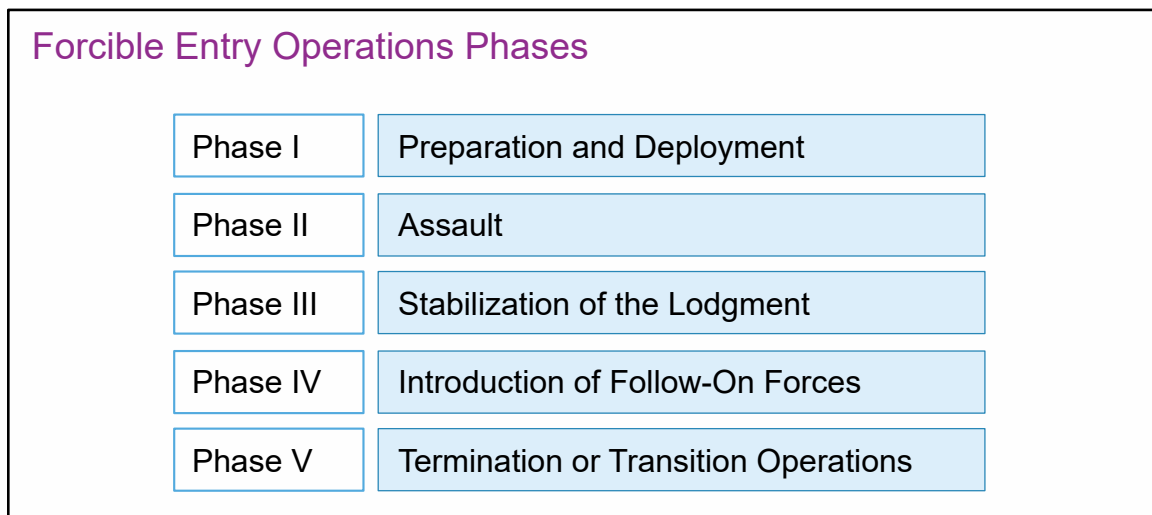 Forcible Entry Operations Phases
Phase I Preparation and Deployment
Phase II Assault
Phase III Stabilization of the Lodgment
Phase IV Introduction of Follow-On Forces
Phase V Termination or Transition Operations